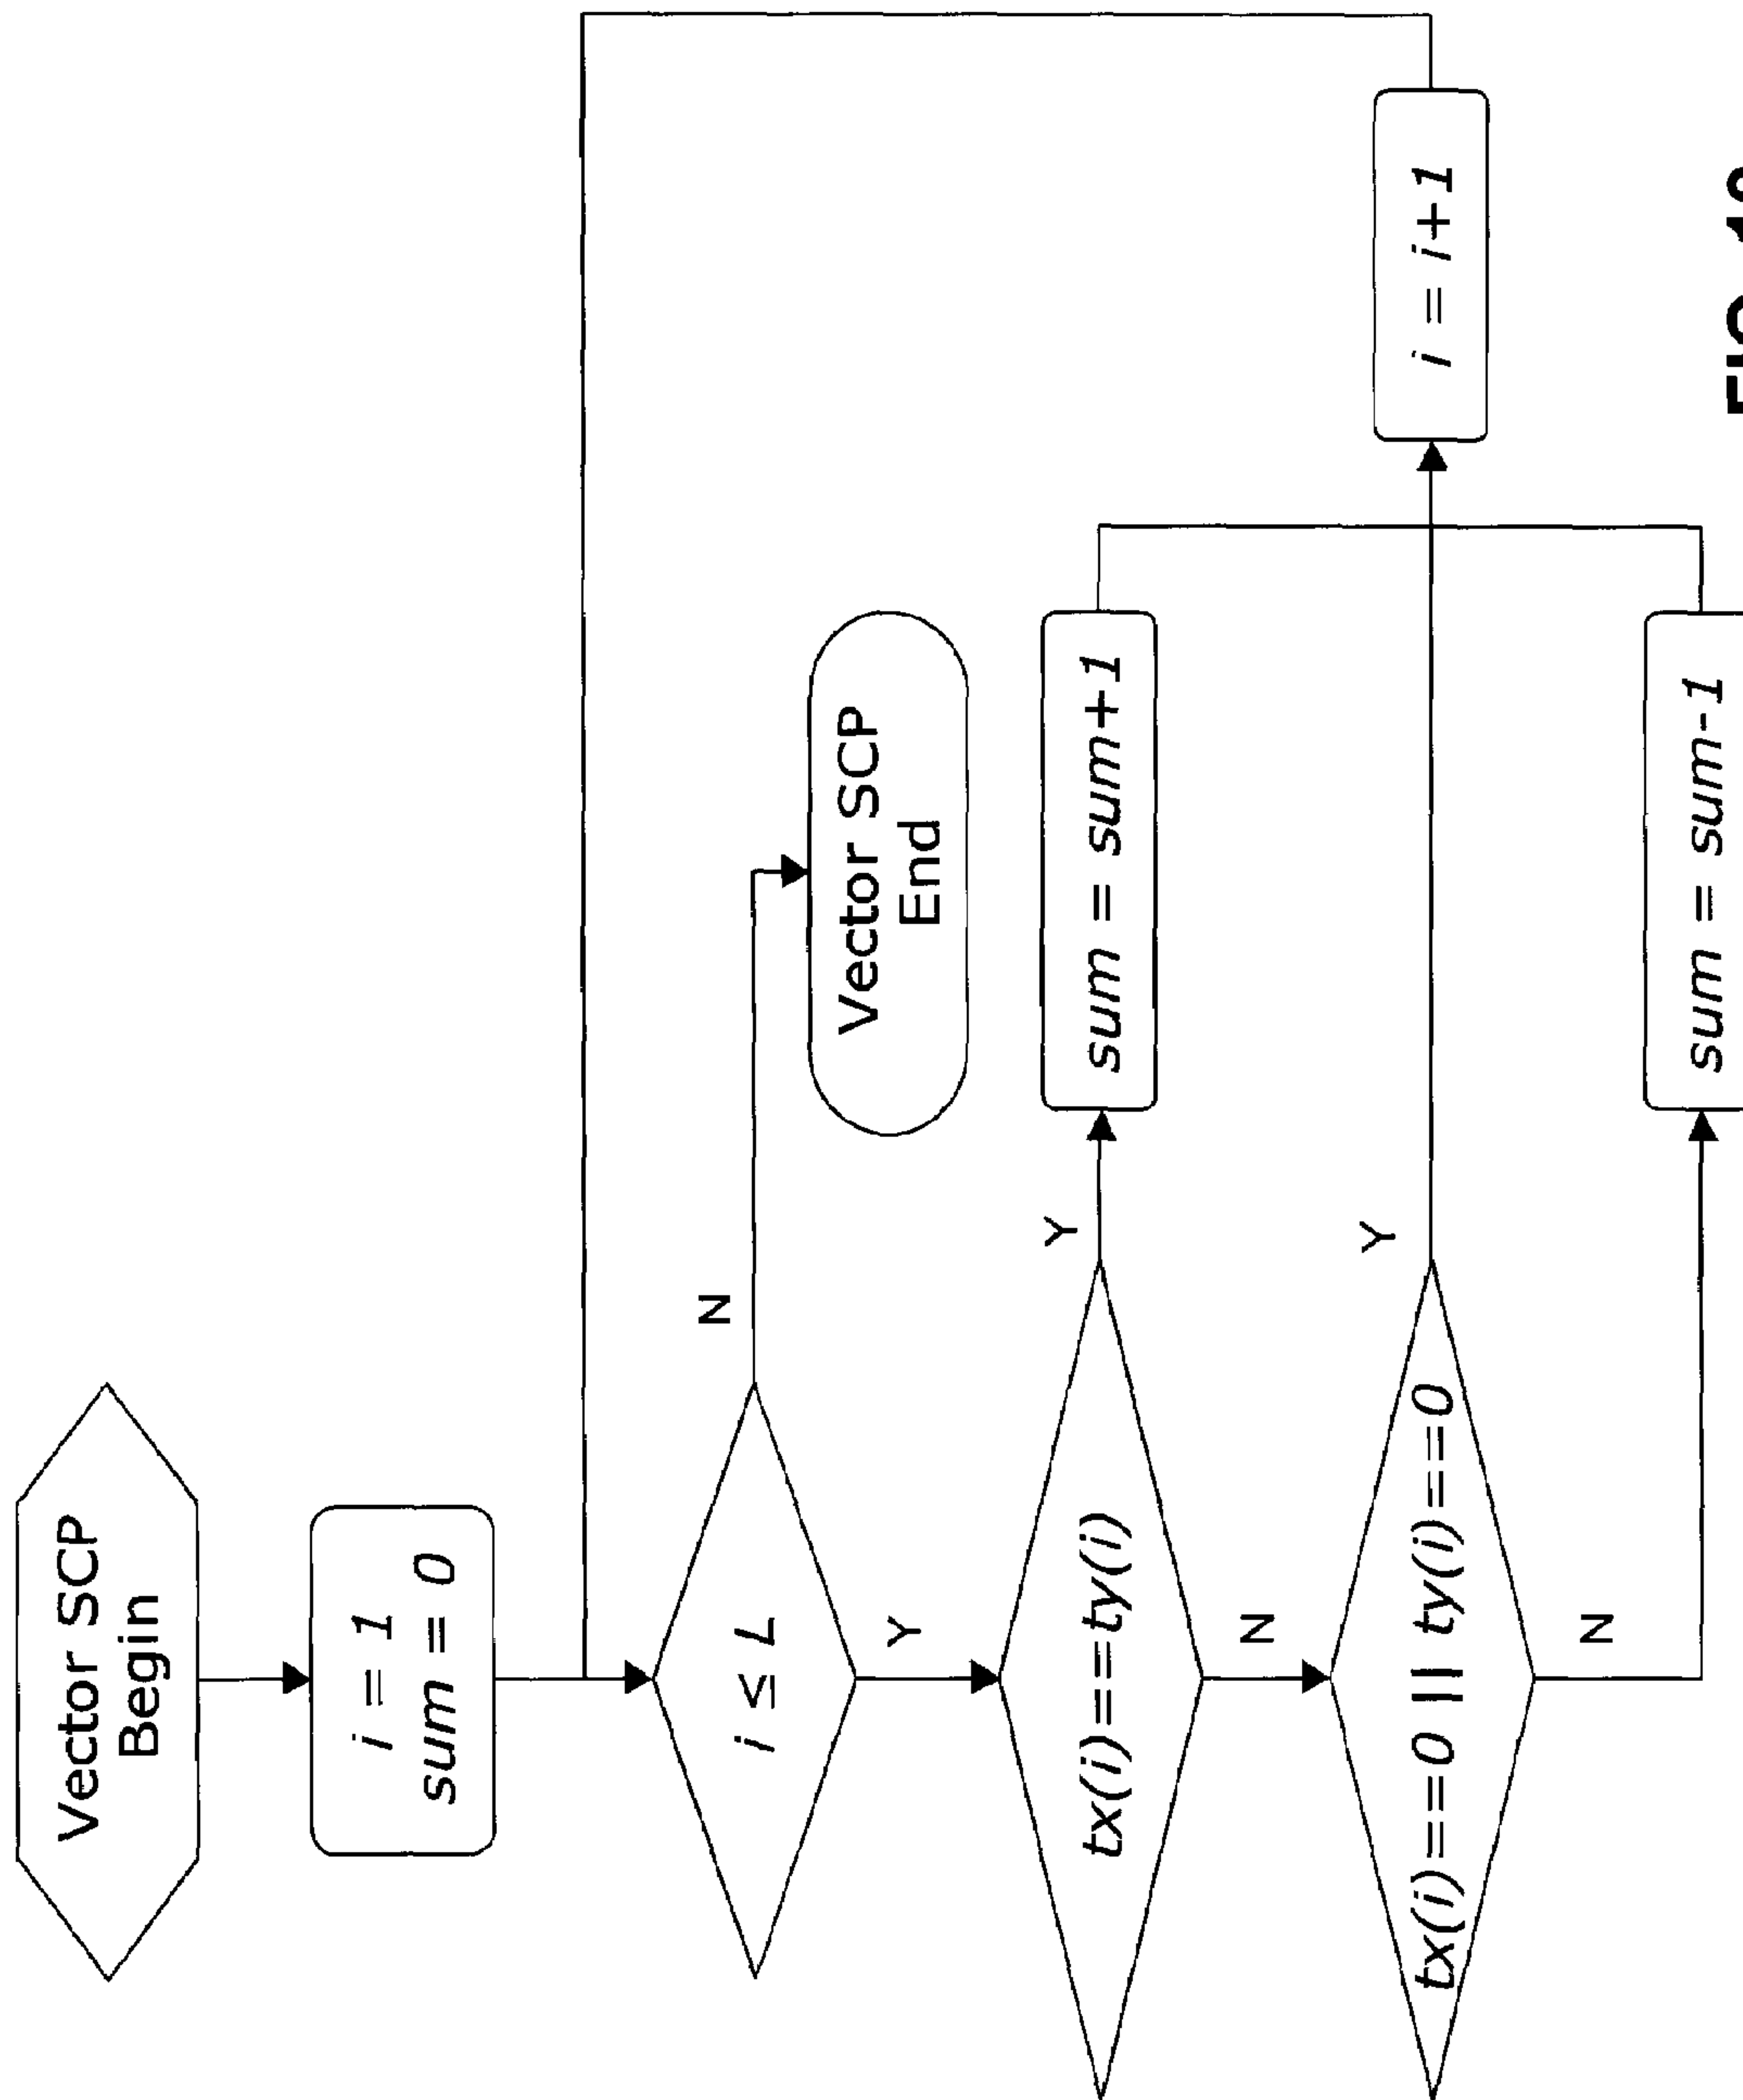 Vector SCP
Begin
i = 1
sum = 0
i ≤ L
N
Y
Vector SCP
End
tx(i)==ty(i)
Y
N
sum = sum+1
tx(i)==0 || ty(i)==0
Y
N
i = i+1
sum = sum-1